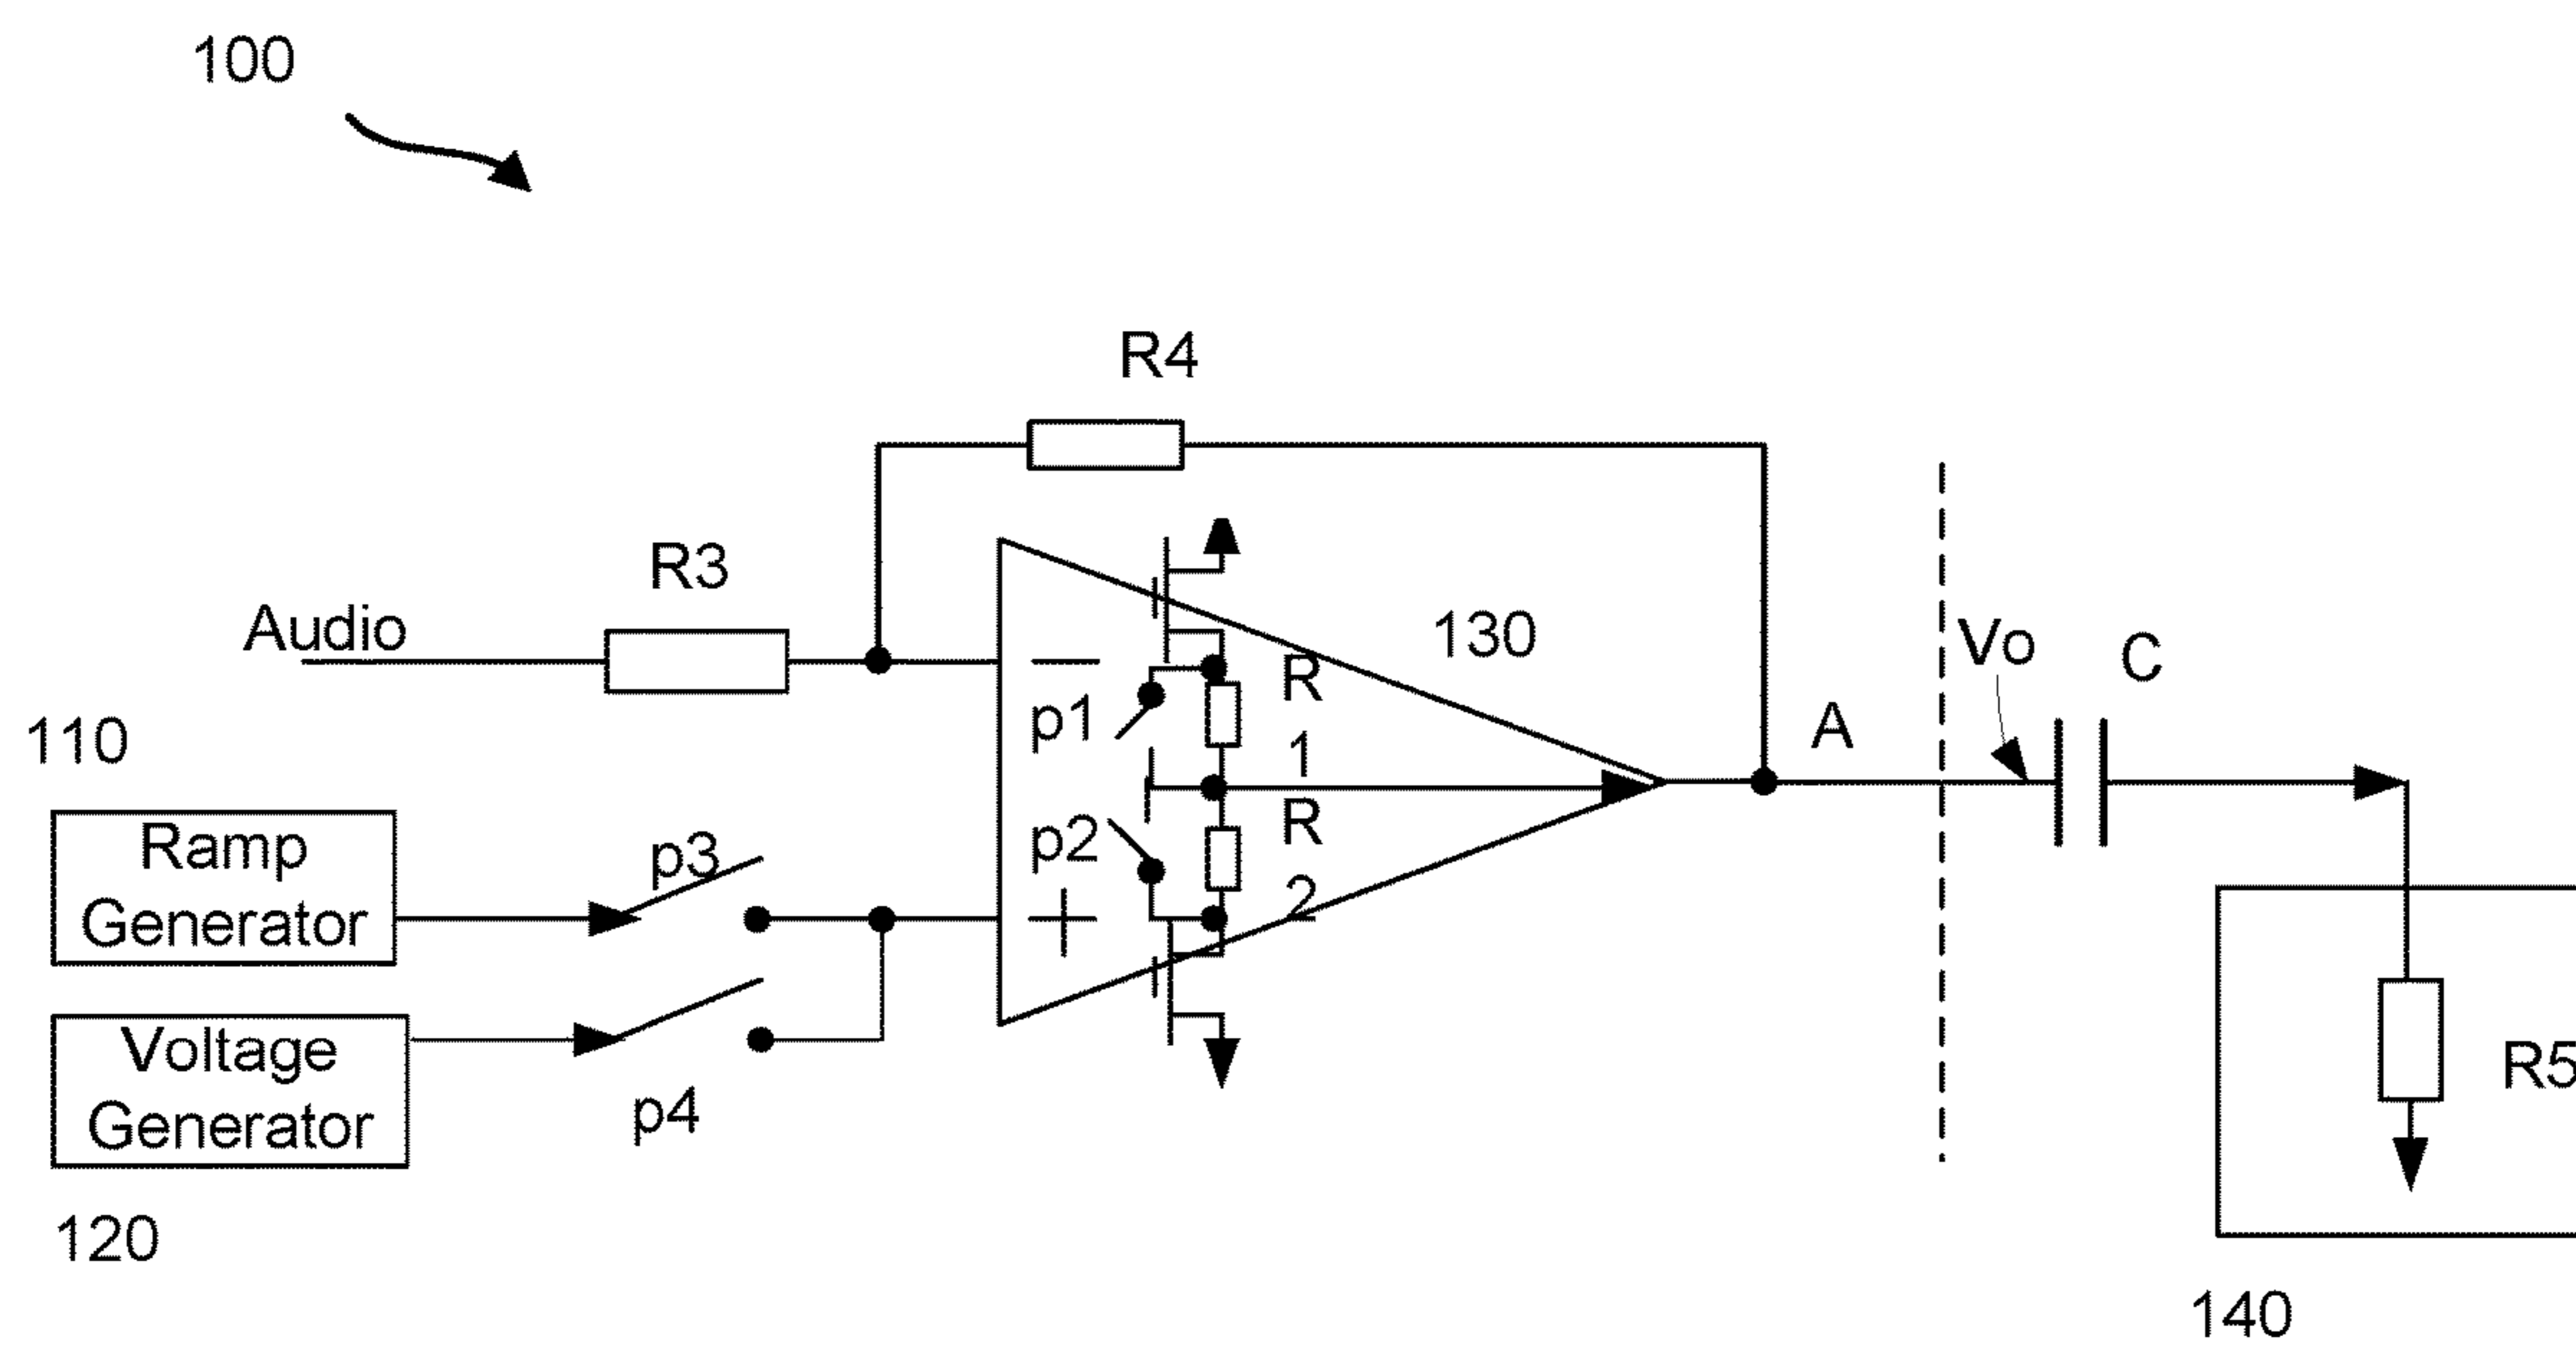 100
R4
R3
Audio
130
R
1
p1
Vo
C
A
110
Ramp
Generator
p3
p2
R
2
Voltage
Generator
p4
R5
120
140